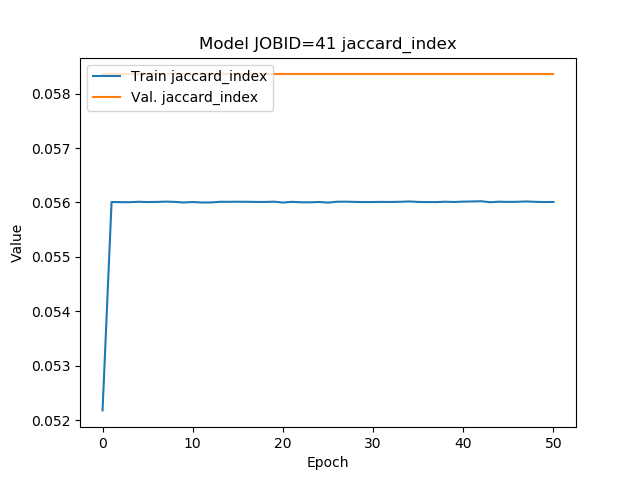 Model JOBID=41 jaccard_index
Train jaccard_index
Val. jaccard_index
0.058
0.057
0.056
0.055
0.054
0.053
0.052
Value
0 10 20 30 40 50
Epoch